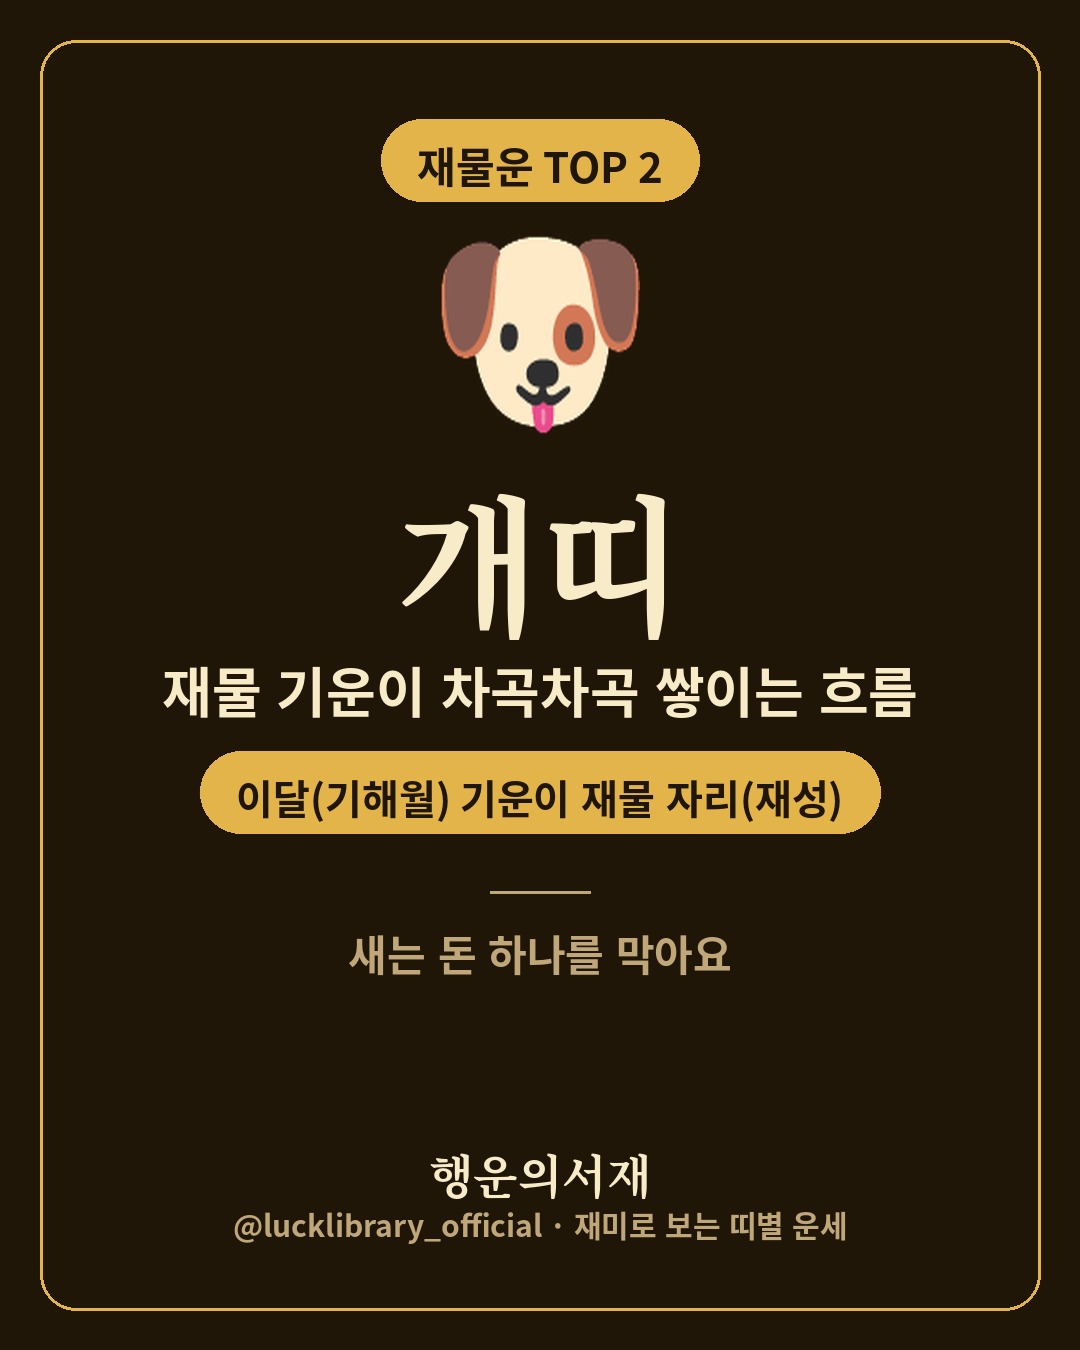 재물운 TOP 2
개띠
재물 기운이 차곡차곡 쌓이는 흐름
이달(기해월) 기운이 재물 자리(재성)
새는 돈 하나를 막아요
행운의서재
@lucklibrary_official · 재미로 보는 띠별 운세